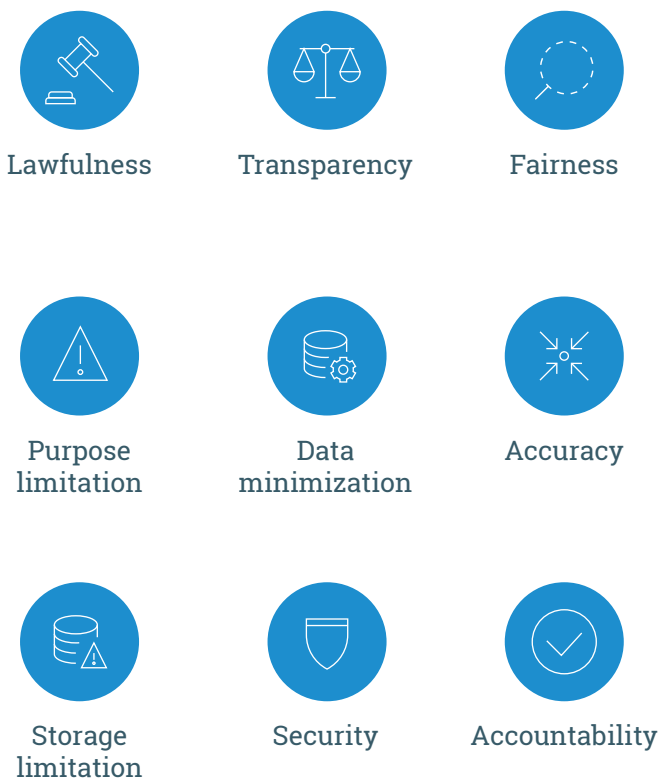 Lawfulness
Transparency
Fairness
Purpose
limitation
Data
minimization
Accuracy
Storage
limitation
Security
Accountability